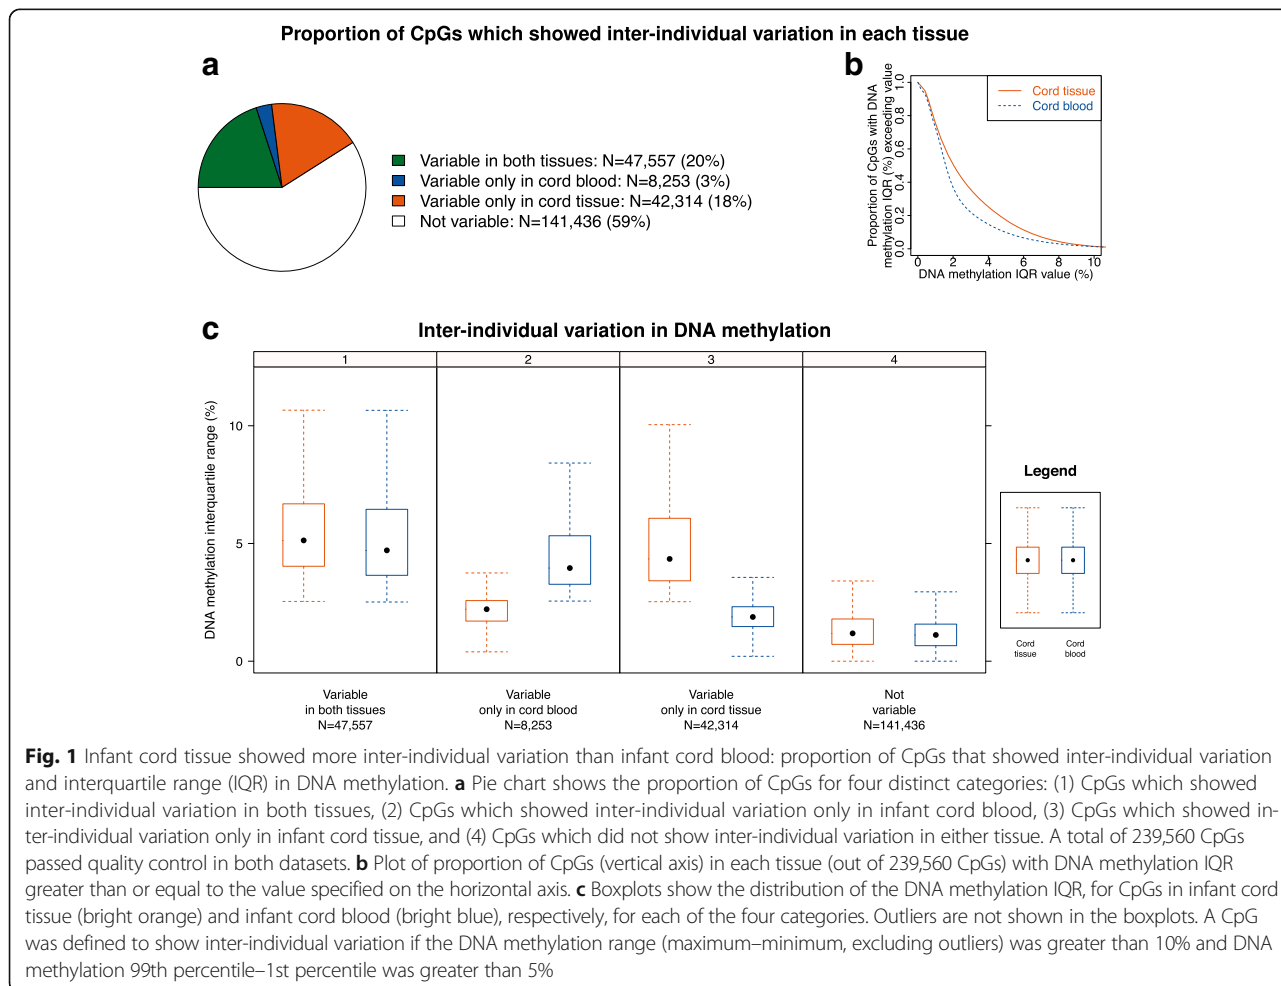 Proportion of CpGs which showed inter-individual variation in each tissue
a
Variable in both tissues: N=47,557 (20%)
Variable only in cord blood: N=8,253 (3%)
Variable only in cord tissue: N=42,314 (18%)
Not variable: N=141,436 (59%)
b
Proportion of CpGs with DNA
methylation IQR (%) exceeding value
1.0
0.8
0.6
0.4
0.2
0.0
Cord tissue
Cord blood
0 2 4 6 8 10
DNA methylation IQR value (%)
c
Inter-individual variation in DNA methylation
1 2 3 4
DNA methylation interquartile range (%)
10
5
0
Variable
in both tissues
N=47,557
Variable
only in cord blood
N=8,253
Variable
only in cord tissue
N=42,314
Not
variable
N=141,436
Legend
Cord
tissue
Cord
blood
Fig. 1 Infant cord tissue showed more inter-individual variation than infant cord blood: proportion of CpGs that showed inter-individual variation
and interquartile range (IQR) in DNA methylation. a Pie chart shows the proportion of CpGs for four distinct categories: (1) CpGs which showed
inter-individual variation in both tissues, (2) CpGs which showed inter-individual variation only in infant cord blood, (3) CpGs which showed in-
ter-individual variation only in infant cord tissue, and (4) CpGs which did not show inter-individual variation in either tissue. A total of 239,560 CpGs
passed quality control in both datasets. b Plot of proportion of CpGs (vertical axis) in each tissue (out of 239,560 CpGs) with DNA methylation IQR
greater than or equal to the value specified on the horizontal axis. c Boxplots show the distribution of the DNA methylation IQR, for CpGs in infant cord
tissue (bright orange) and infant cord blood (bright blue), respectively, for each of the four categories. Outliers are not shown in the boxplots. A CpG
was defined to show inter-individual variation if the DNA methylation range (maximum–minimum, excluding outliers) was greater than 10% and DNA
methylation 99th percentile–1st percentile was greater than 5%